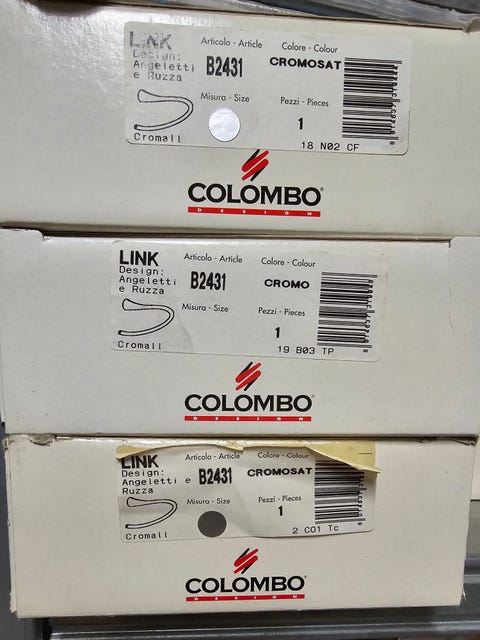 LINK
Design:
Angeletti
e Ruzza
Articolo - Article
B2431
Colore - Colour
CROMOSAT
Misura - Size
Pezzi - Pieces
1
Cromall
18 N02 CF
COLOMBO
DESIGN
LINK
Design:
Angeletti
e Ruzza
Articolo - Article
B2431
Colore - Colour
CROMO
Misura - Size
Pezzi - Pieces
1
Cromall
19 B03 TP
COLOMBO
DESIGN
LINK
Design:
Angeletti e
Ruzza
Articolo - Article
B2431
Colore - Colour
CROMOSAT
Misura - Size
Pezzi - Pieces
1
Cromall
2 C01 Tc
COLOMBO
DESIGN